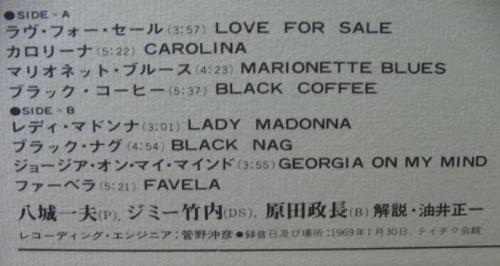 ●SIDE=A
ラヴ・フォー・セール(3:57) LOVE FOR SALE
カロリーナ(5:22) CAROLINA
マリオネット・ブルース(4:23) MARIONETTE BLUES
ブラック・コーヒー(5:37) BLACK COFFEE
●SIDE=B
レディ・マドンナ(3:01) LADY MADONNA
ブラック・ナグ(4:54) BLACK NAG
ジョージア・オン・マイ・マインド(3:55) GEORGIA ON MY MIND
ファーベラ(5:21) FAVELA
八城一夫(P), ジミー竹内(DS), 原田政長(B) 解説・油井正一
レコーディング・エンジニア:菅野沖彦●録音日及び場所:1969年1月30日、テイチク会館